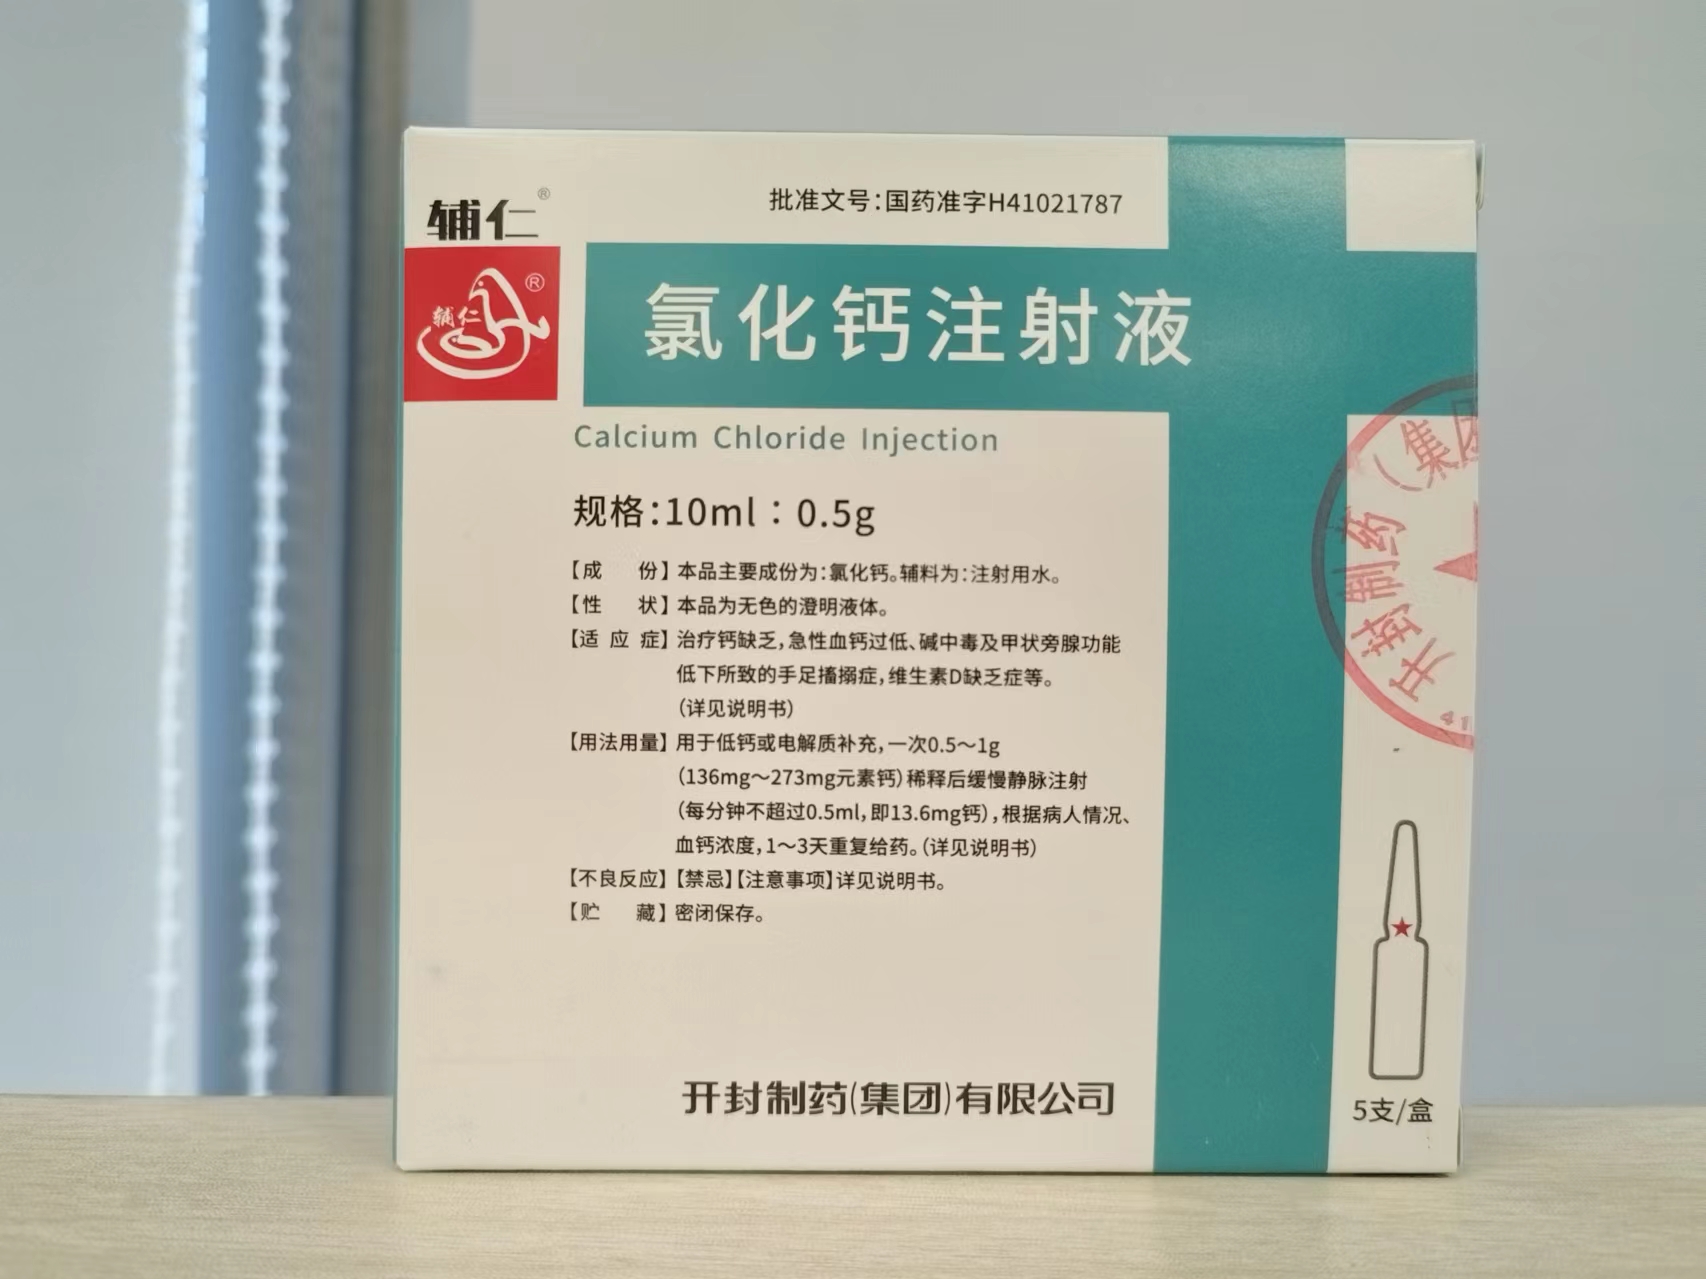 辅仁®
批准文号:国药准字H41021787
辅仁®
氯化钙注射液
Calcium Chloride Injection
规格:10ml:0.5g
【成 份】本品主要成份为:氯化钙。辅料为:注射用水。
【性 状】本品为无色的澄明液体。
【适 应 症】治疗钙缺乏,急性血钙过低、碱中毒及甲状旁腺功能
低下所致的手足搐搦症,维生素D缺乏症等。
(详见说明书)
【用法用量】用于低钙或电解质补充,一次0.5~1g
(136mg~273mg元素钙)稀释后缓慢静脉注射
(每分钟不超过0.5ml,即13.6mg钙),根据病人情况、
血钙浓度,1~3天重复给药。(详见说明书)
【不良反应】【禁忌】【注意事项】详见说明书。
【贮 藏】密闭保存。
开封制药(集团)有限公司
开封制药(集团
41
5支/盒